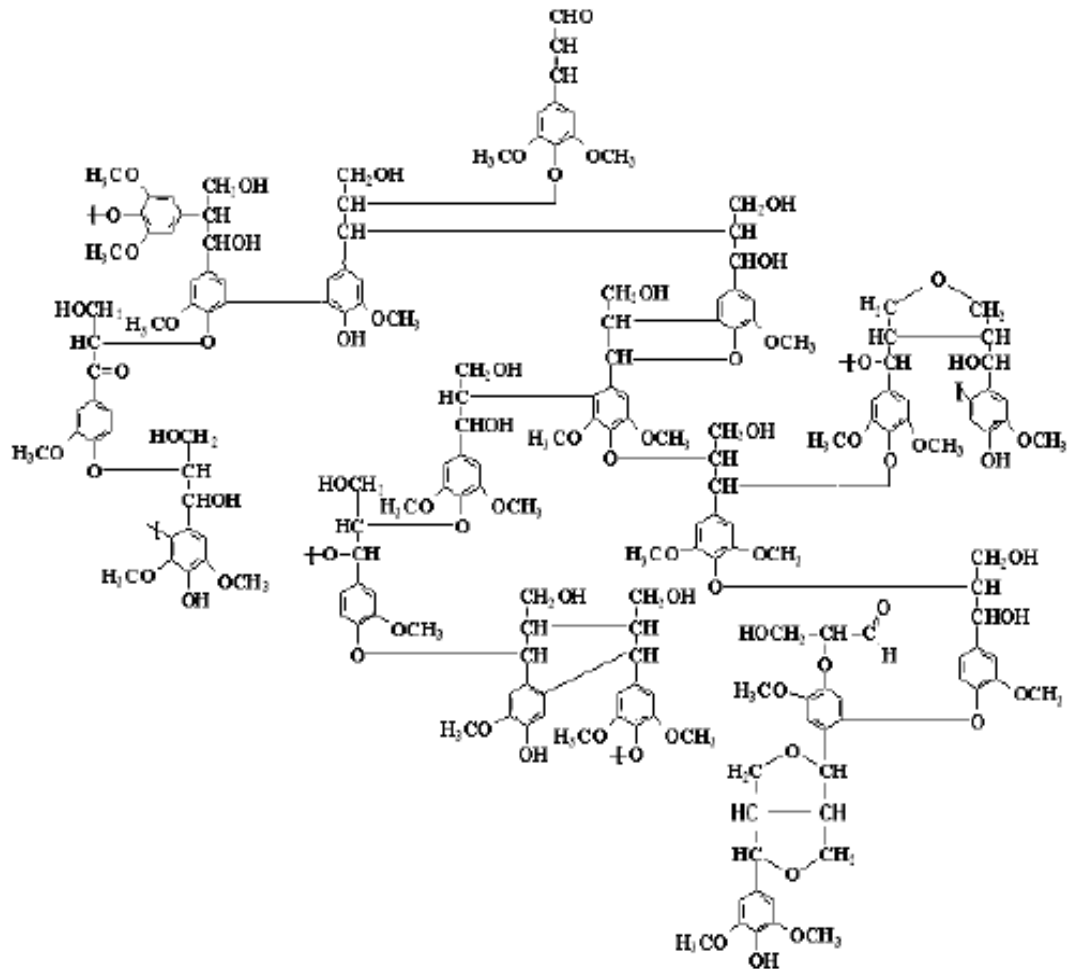 CHO
CH
CH
H3CO OCH3
H3CO CH2OH O
CH2OH
O CH CH CH2OH
H3CO CHOH CH CH
CHOH
O
CH2OH
HOCH2 H2C CH2
H3CO OCH3 CH
HC O OH OCH3 CH CH
CH O O CH HOCH
C=O CH2OH
HC
CHOH
HOCH2 H3CO OCH3 CH2OH H3CO OCH3 OCH3
H3CO O CH O OH
O CH
HOCH2 CH
CHOH H3CO OCH3
HC O
O CH H3CO OCH3 CH2OH
H3CO OCH3
O CH
OH CH2OH CH2OH
O CHOH
OCH3 CH CH HOCH2 CH C
O CH CH H
O
H3CO OCH3
H3CO O
H3CO OCH3
OH O O
H2C CH
HC CH
HC CH2
O
H3CO OCH3
OH